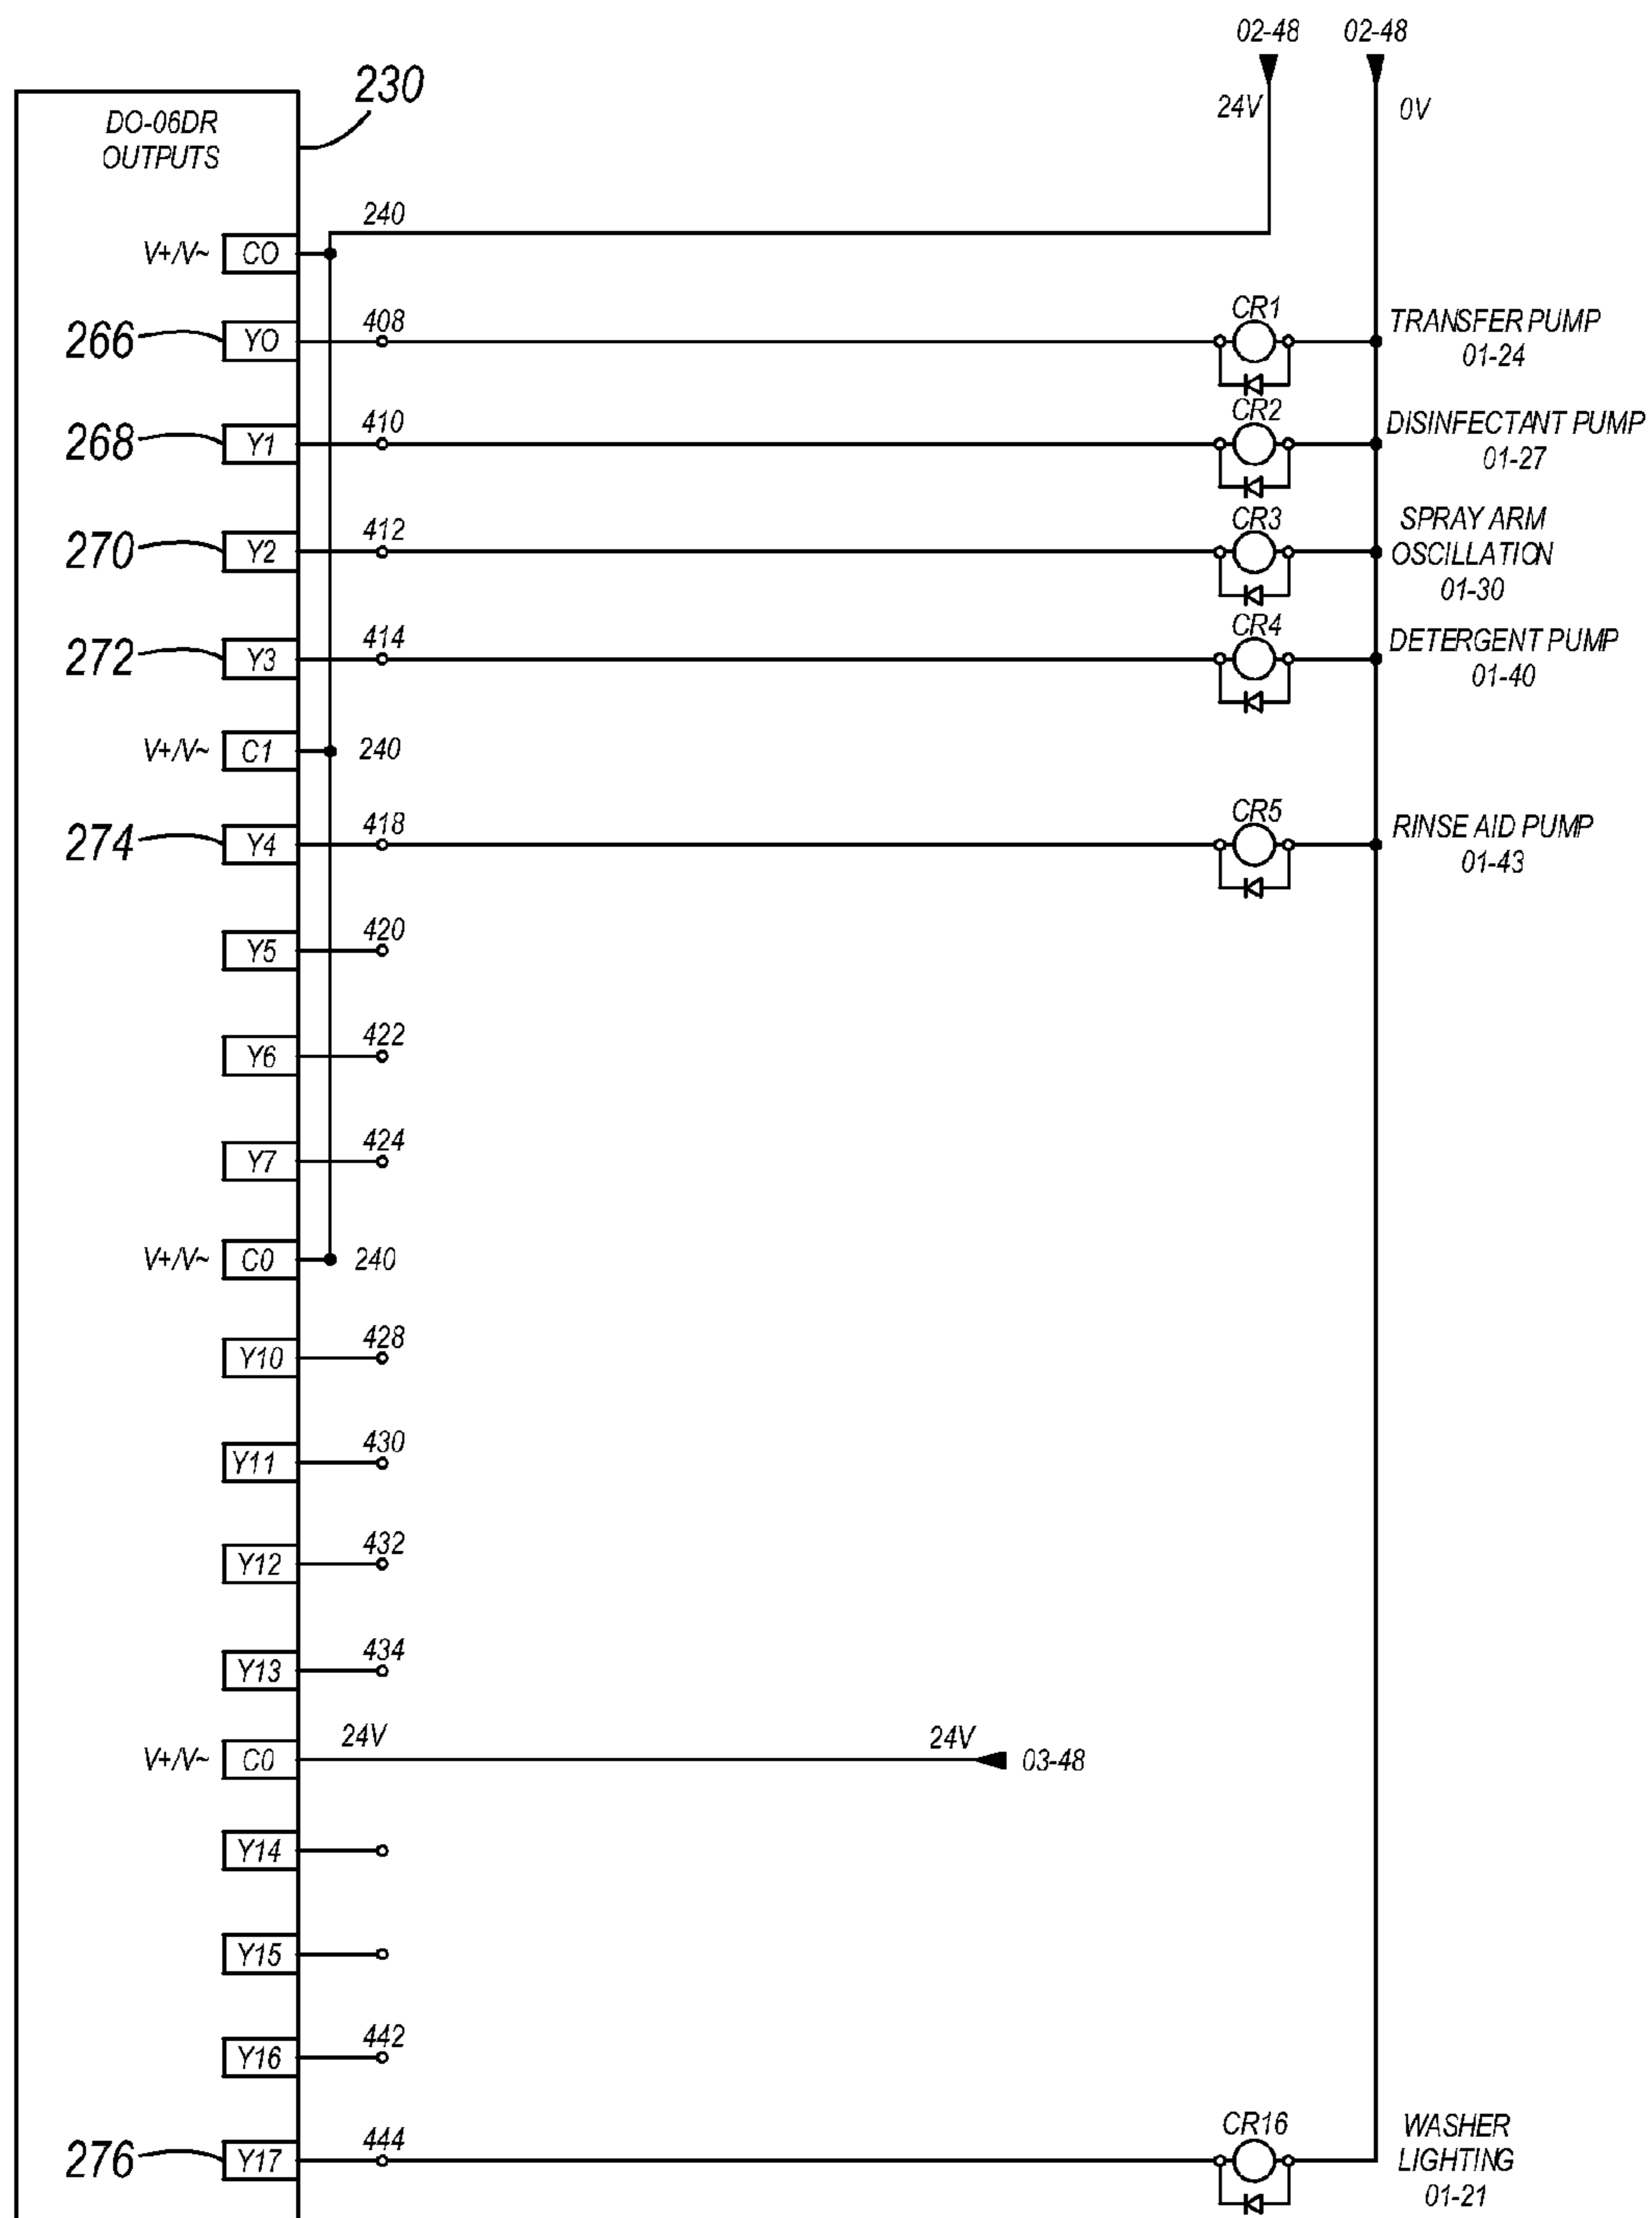 02-48 02-48
24V 0V
230
DO-06DR
OUTPUTS
240
V+/V~ CO
CR1
266 YO 408 TRANSFER PUMP
01-24
CR2
268 Y1 410 DISINFECTANT PUMP
01-27
CR3
270 Y2 412 SPRAY ARM
OSCILLATION
01-30
CR4
272 Y3 414 DETERGENT PUMP
01-40
V+/V~ C1 240
CR5
274 Y4 418 RINSE AID PUMP
01-43
Y5 420
Y6 422
Y7 424
V+/V~ C0 240
Y10 428
Y11 430
Y12 432
Y13 434
V+/V~ C0 24V 24V 03-48
Y14
Y15
Y16 442
CR16
276 Y17 444 WASHER
LIGHTING
01-21